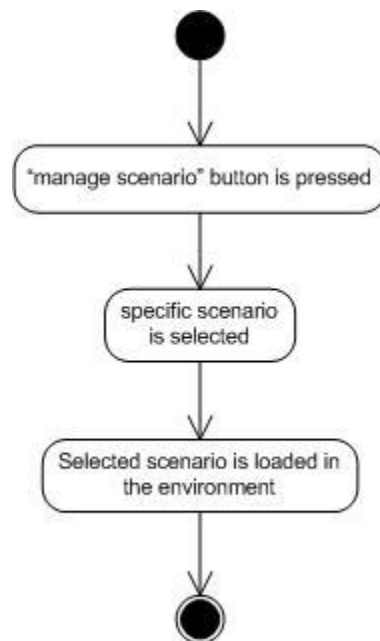 “manage scenario” button is pressed
specific scenario
is selected
Selected scenario is loaded in
the environment